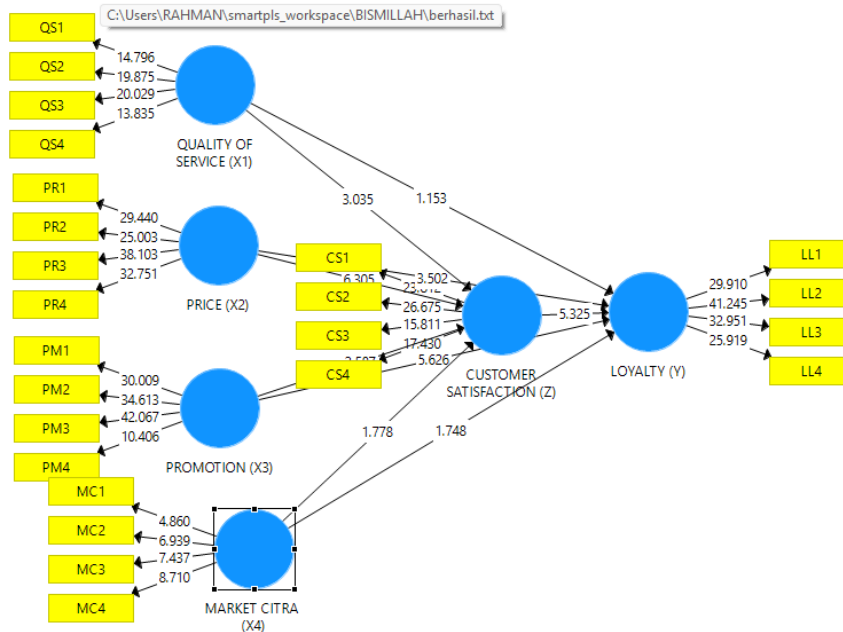 C:\Users\RAHMAN\smartpls_workspace\BISMILLAH\berhasil.txt
QS1
QS2
QS3
QS4
14.796
19.875
20.029
13.835
QUALITY OF
SERVICE (X1)
3.035
1.153
PR1
PR2
PR3
PR4
29.440
25.003
38.103
32.751
PRICE (X2)
CS1
CS2
CS3
CS4
3.502
6.305
26.675
15.811
17.430
5.626
5.325
CUSTOMER
SATISFACTION (Z)
LOYALTY (Y)
LL1
LL2
LL3
LL4
29.910
41.245
32.951
25.919
PM1
PM2
PM3
PM4
30.009
34.613
42.067
10.406
PROMOTION (X3)
1.778
1.748
MC1
MC2
MC3
MC4
4.860
6.939
7.437
8.710
MARKET CITRA
(X4)